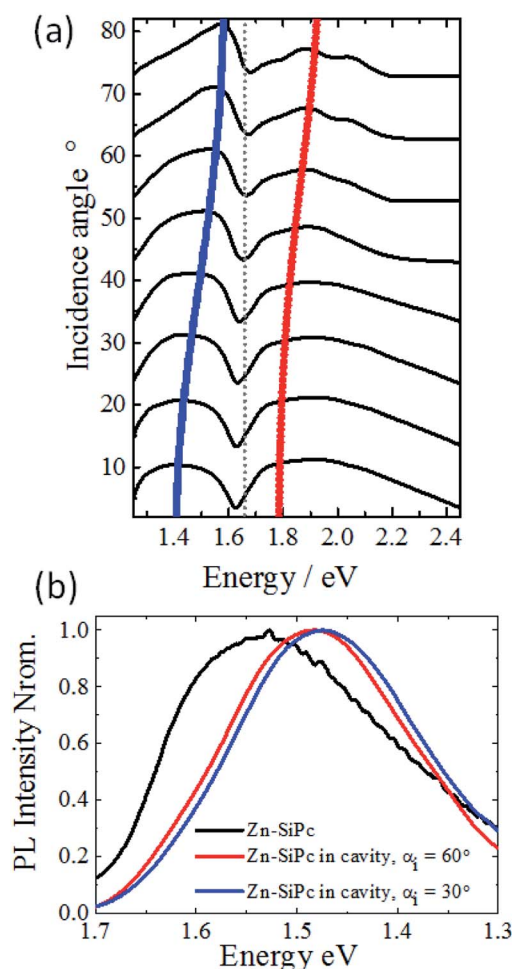 (a)
80
70
60
50
40
30
20
10
Incidence angle °
1.4 1.6 1.8 2.0 2.2 2.4
Energy / eV
(b)
1.0
0.8
0.6
0.4
0.2
0.0
PL Intensity Nrom.
Zn-SiPc
Zn-SiPc in cavity, αi = 60°
Zn-SiPc in cavity, αi = 30°
1.7 1.6 1.5 1.4 1.3
Energy eV